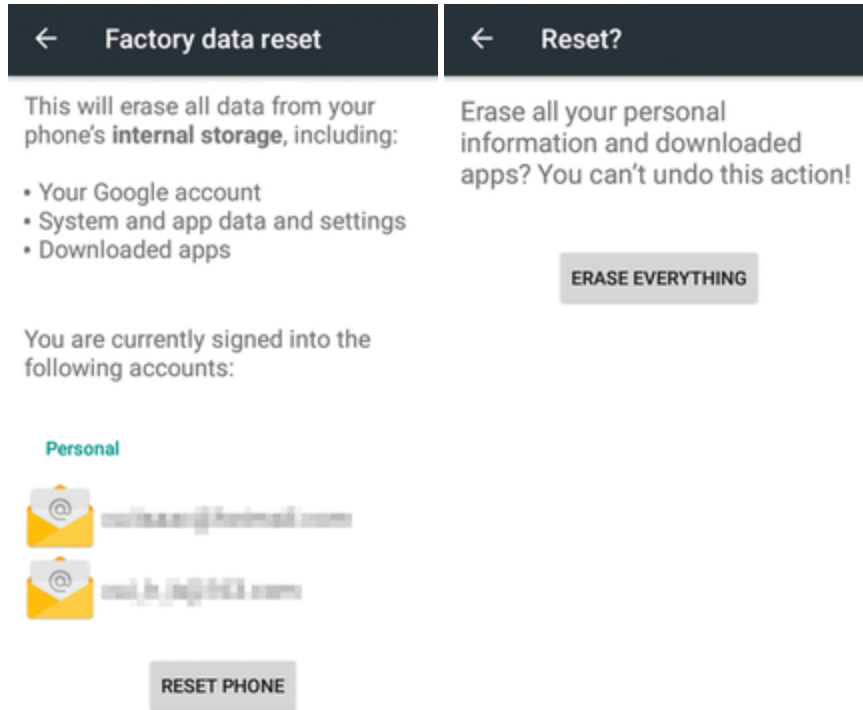 Factory data reset
This will erase all data from your
phone's internal storage, including:
• Your Google account
• System and app data and settings
• Downloaded apps
You are currently signed into the
following accounts:
Personal
RESET PHONE
Reset?
Erase all your personal
information and downloaded
apps? You can't undo this action!
ERASE EVERYTHING